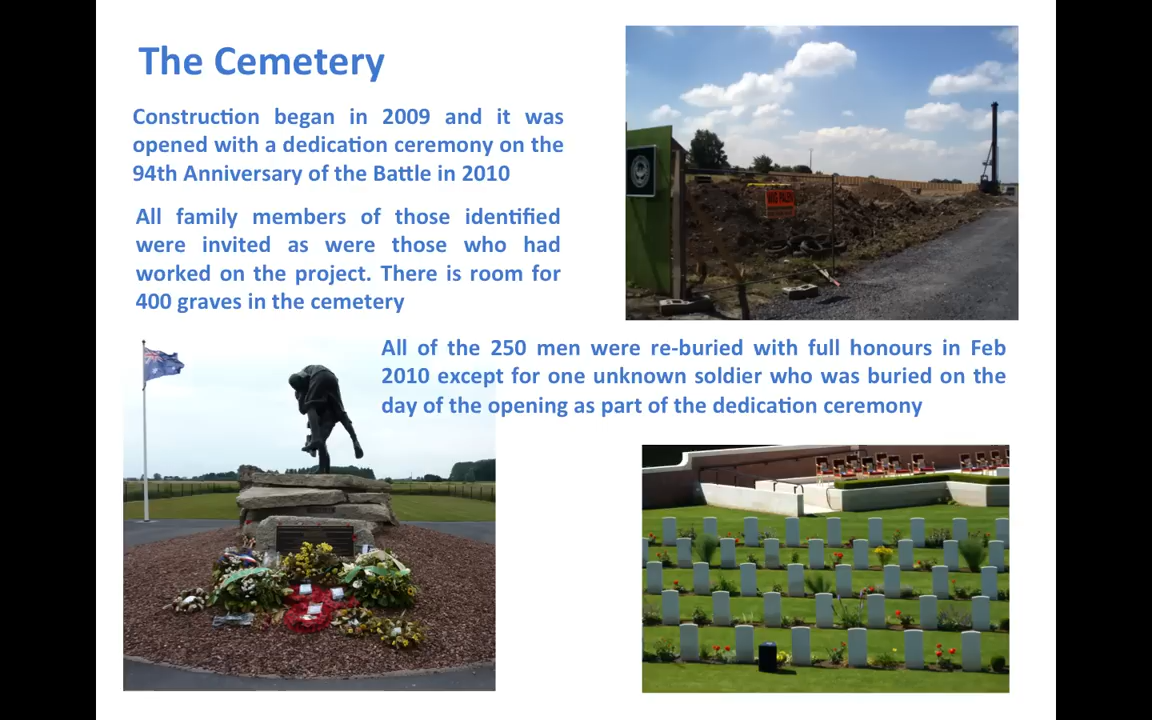 The Cemetery
Construction began in 2009 and it was
opened with a dedication ceremony on the
94th Anniversary of the Battle in 2010
All family members of those identified
were invited as were those who had
worked on the project. There is room for
400 graves in the cemetery
All of the 250 men were re-buried with full honours in Feb
2010 except for one unknown soldier who was buried on the
day of the opening as part of the dedication ceremony